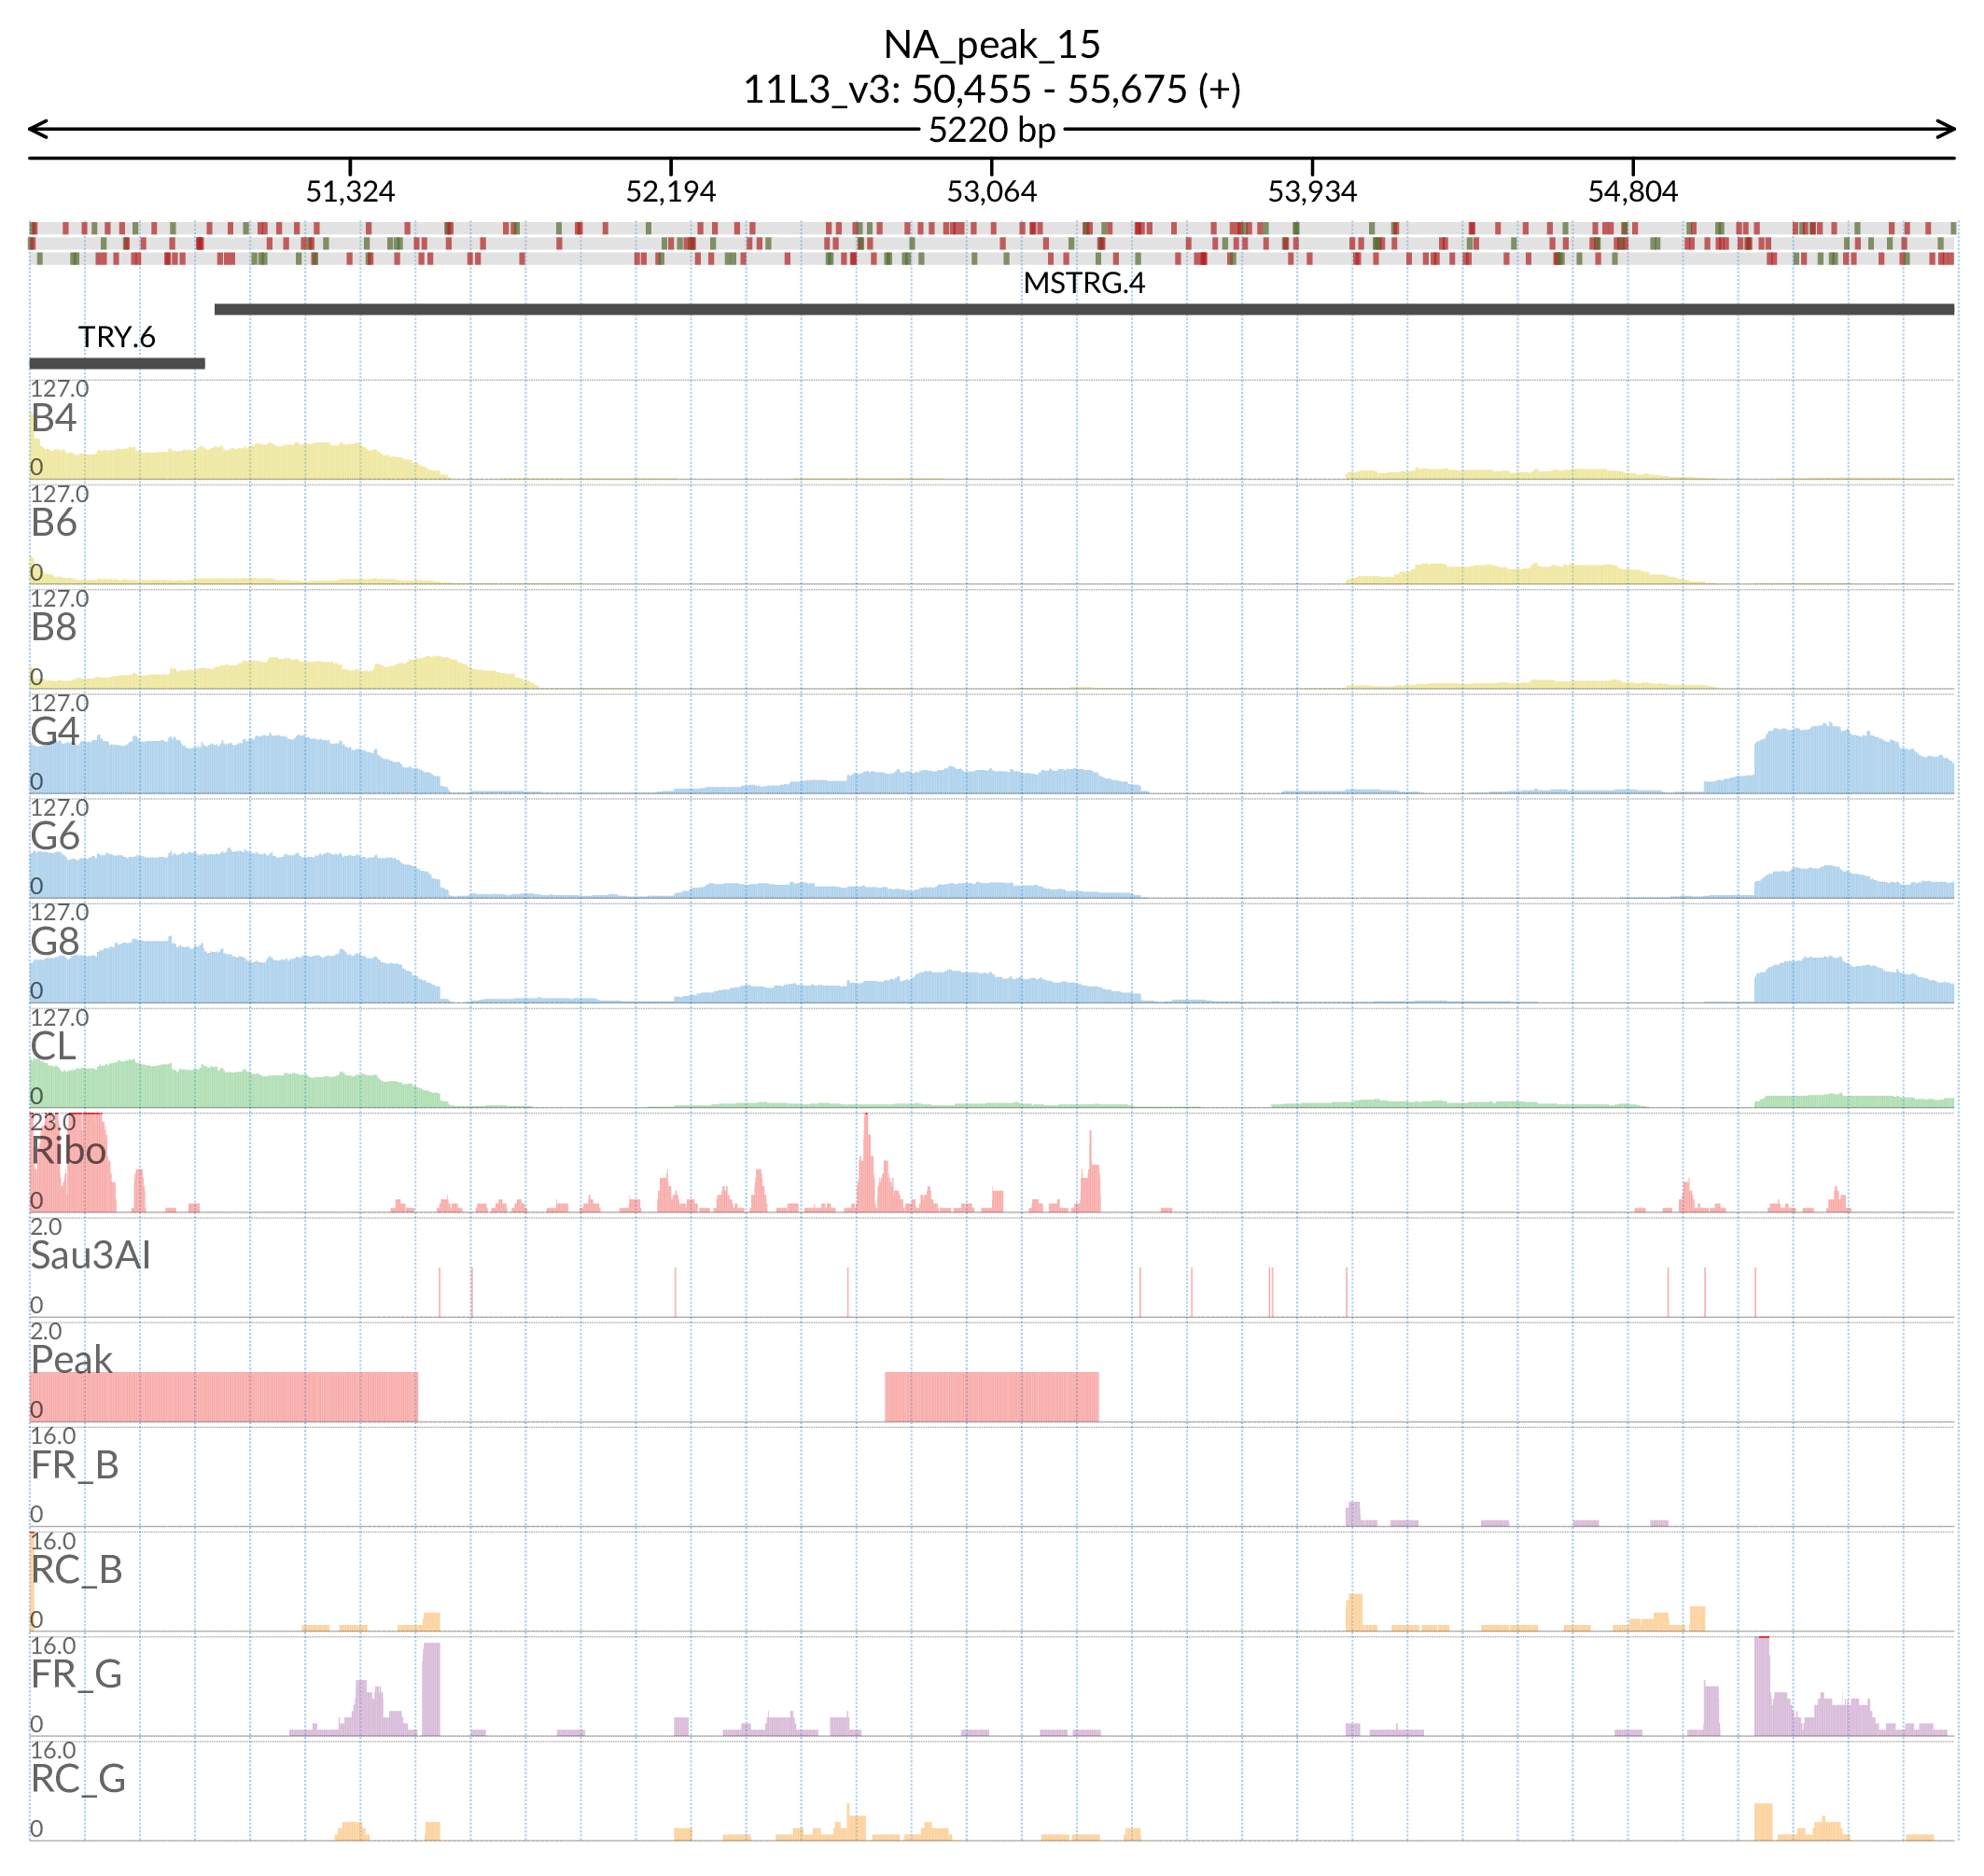 NA_peak_15
11L3_v3: 50,455 - 55,675 (+)
5220 bp
51,324 52,194 53,064 53,934 54,804
MSTRG.4
TRY.6
127.0
B4
0
127.0
B6
0
127.0
B8
0
127.0
G4
0
127.0
G6
0
127.0
G8
0
127.0
CL
0
23.0
Ribo
0
2.0
Sau3AI
0
2.0
Peak
0
16.0
FR_B
0
16.0
RC_B
0
16.0
FR_G
0
16.0
RC_G
0